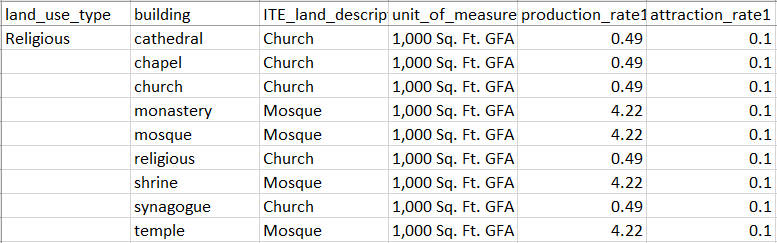 land_use_type building ITE_land_descrip unit_of_measure production_rate1 attraction_rate1
Religious cathedral Church 1,000 Sq. Ft. GFA 0.49 0.1
chapel Church 1,000 Sq. Ft. GFA 0.49 0.1
church Church 1,000 Sq. Ft. GFA 0.49 0.1
monastery Mosque 1,000 Sq. Ft. GFA 4.22 0.1
mosque Mosque 1,000 Sq. Ft. GFA 4.22 0.1
religious Church 1,000 Sq. Ft. GFA 0.49 0.1
shrine Mosque 1,000 Sq. Ft. GFA 4.22 0.1
synagogue Church 1,000 Sq. Ft. GFA 0.49 0.1
temple Mosque 1,000 Sq. Ft. GFA 4.22 0.1